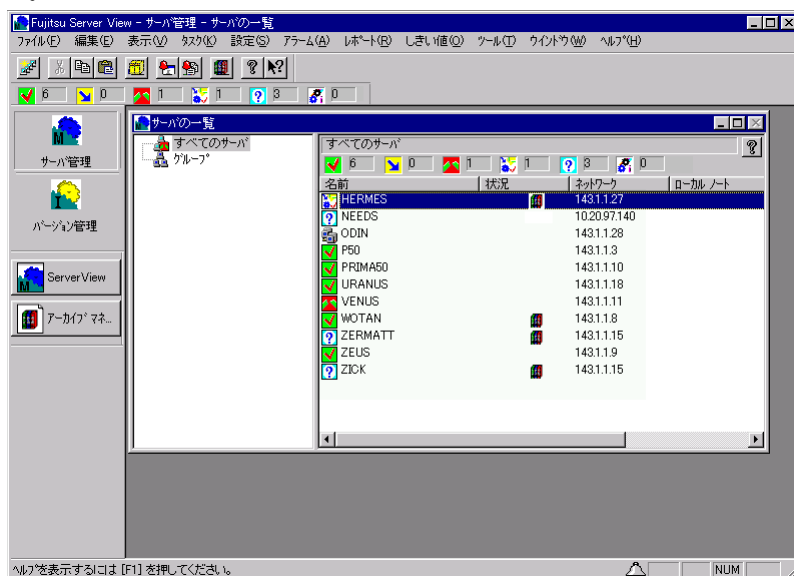 Fujitsu Server View - サーバ管理 - サーバの一覧
ファイル(F) 編集(E) 表示(V) タスク(K) 設定(S) アラーム(A) レポート(R) しきい値(O) ツール(T) ウインドウ(W) ヘルプ(H)
6 0 1 1 3 0
サーバ管理
バージョン管理
ServerView
アーカイブ マネ...
サーバの一覧
すべてのサーバ
グループ
すべてのサーバ
6 0 1 1 3 0
名前 状況 ネットワーク ローカル ノート
HERMES 143.1.1.27
NEEDS 10.20.97.140
ODIN 143.1.1.28
P50 143.1.1.3
PRIMA50 143.1.1.10
URANUS 143.1.1.18
VENUS 143.1.1.11
WOTAN 143.1.1.8
ZERMATT 143.1.1.15
ZEUS 143.1.1.9
ZICK 143.1.1.15
ヘルプを表示するには [F1] を押してください。 NUM